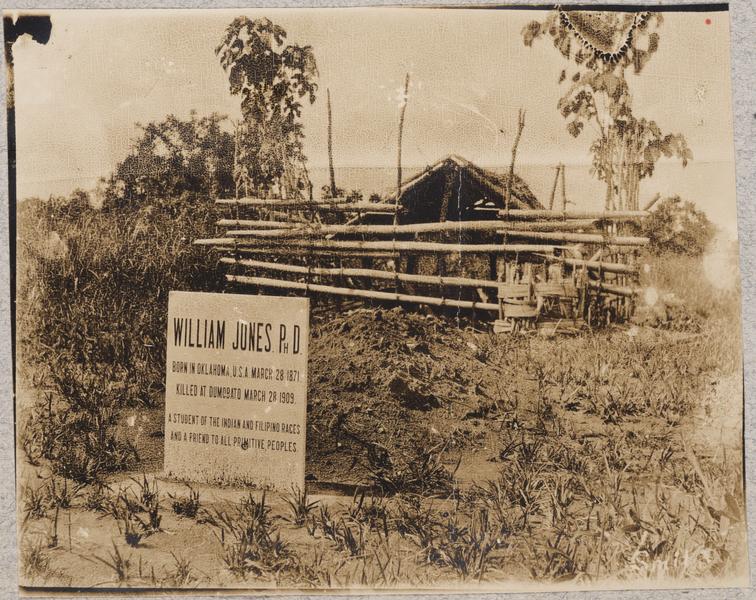 WILLIAM JONES. PH D.
BORN IN OKLAHOMA, U.S.A. MARCH 28 1871.
KILLED AT DUMOBATO MARCH 28 1909.
A STUDENT OF THE INDIAN AND FILIPINO RACES
AND A FRIEND TO ALL PRIMITIVE PEOPLES.